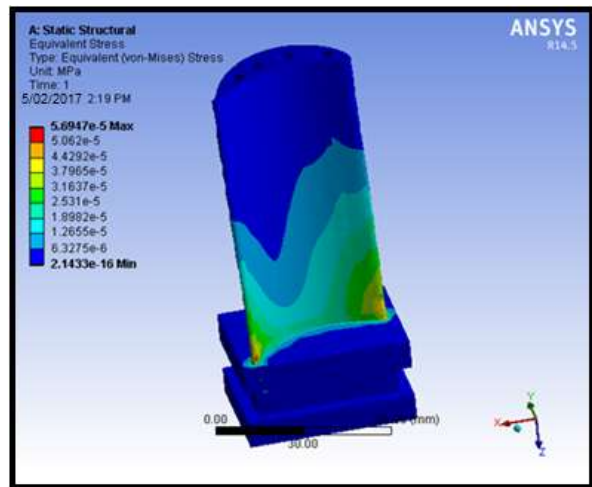 A: Static Structural
Equivalent Stress
Type: Equivalent (von-Mises) Stress
Unit: MPa
Time: 1
5/02/2017 2:19 PM
5.6947e-5 Max
5.062e-5
4.4292e-5
3.7965e-5
3.1637e-5
2.531e-5
1.8982e-5
1.2655e-5
6.3275e-6
2.1433e-16 Min
ANSYS
R14.5
0.00
(mm)
30.00
X
Y
Z